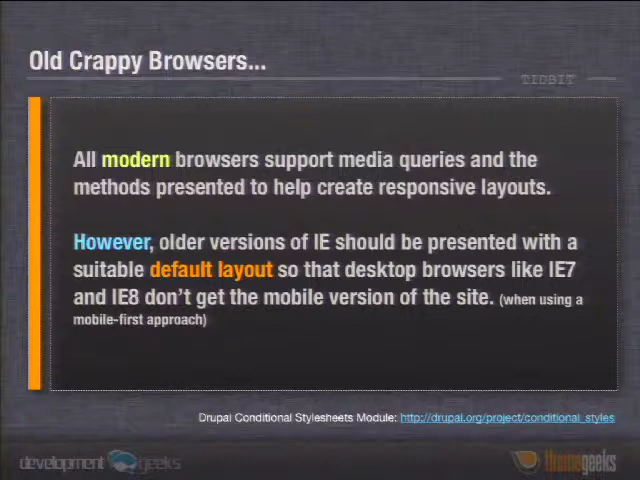 Old Crappy Browsers...
TIDBIT
All modern browsers support media queries and the
methods presented to help create responsive layouts.
However, older versions of IE should be presented with a
suitable default layout so that desktop browsers like IE7
and IE8 don't get the mobile version of the site. (when using a
mobile-first approach)
Drupal Conditional Stylesheets Module: http://drupal.org/project/conditional_styles
development geeks
themegeeks